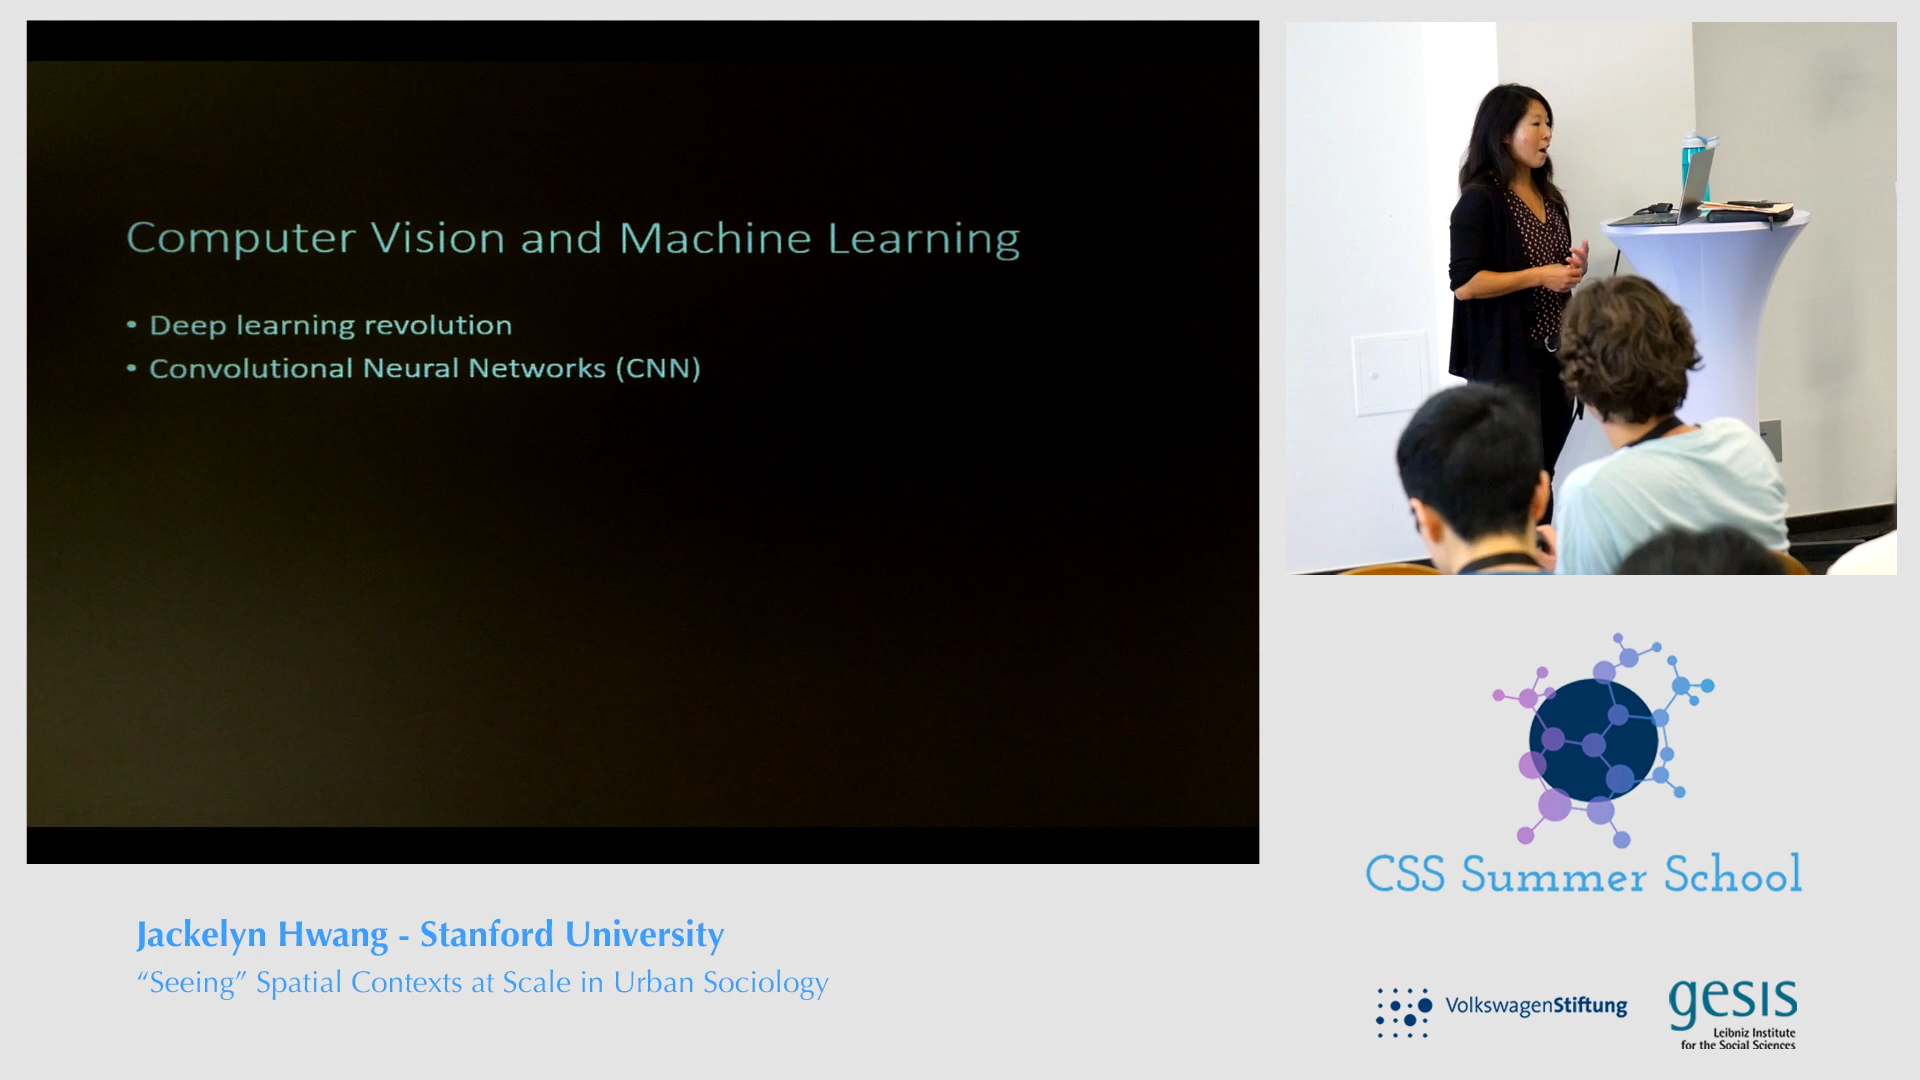 Computer Vision and Machine Learning
• Deep learning revolution
• Convolutional Neural Networks (CNN)
Jackelyn Hwang - Stanford University
“Seeing” Spatial Contexts at Scale in Urban Sociology
CSS Summer School
VolkswagenStiftung
gesis
Leibniz Institute
for the Social Sciences